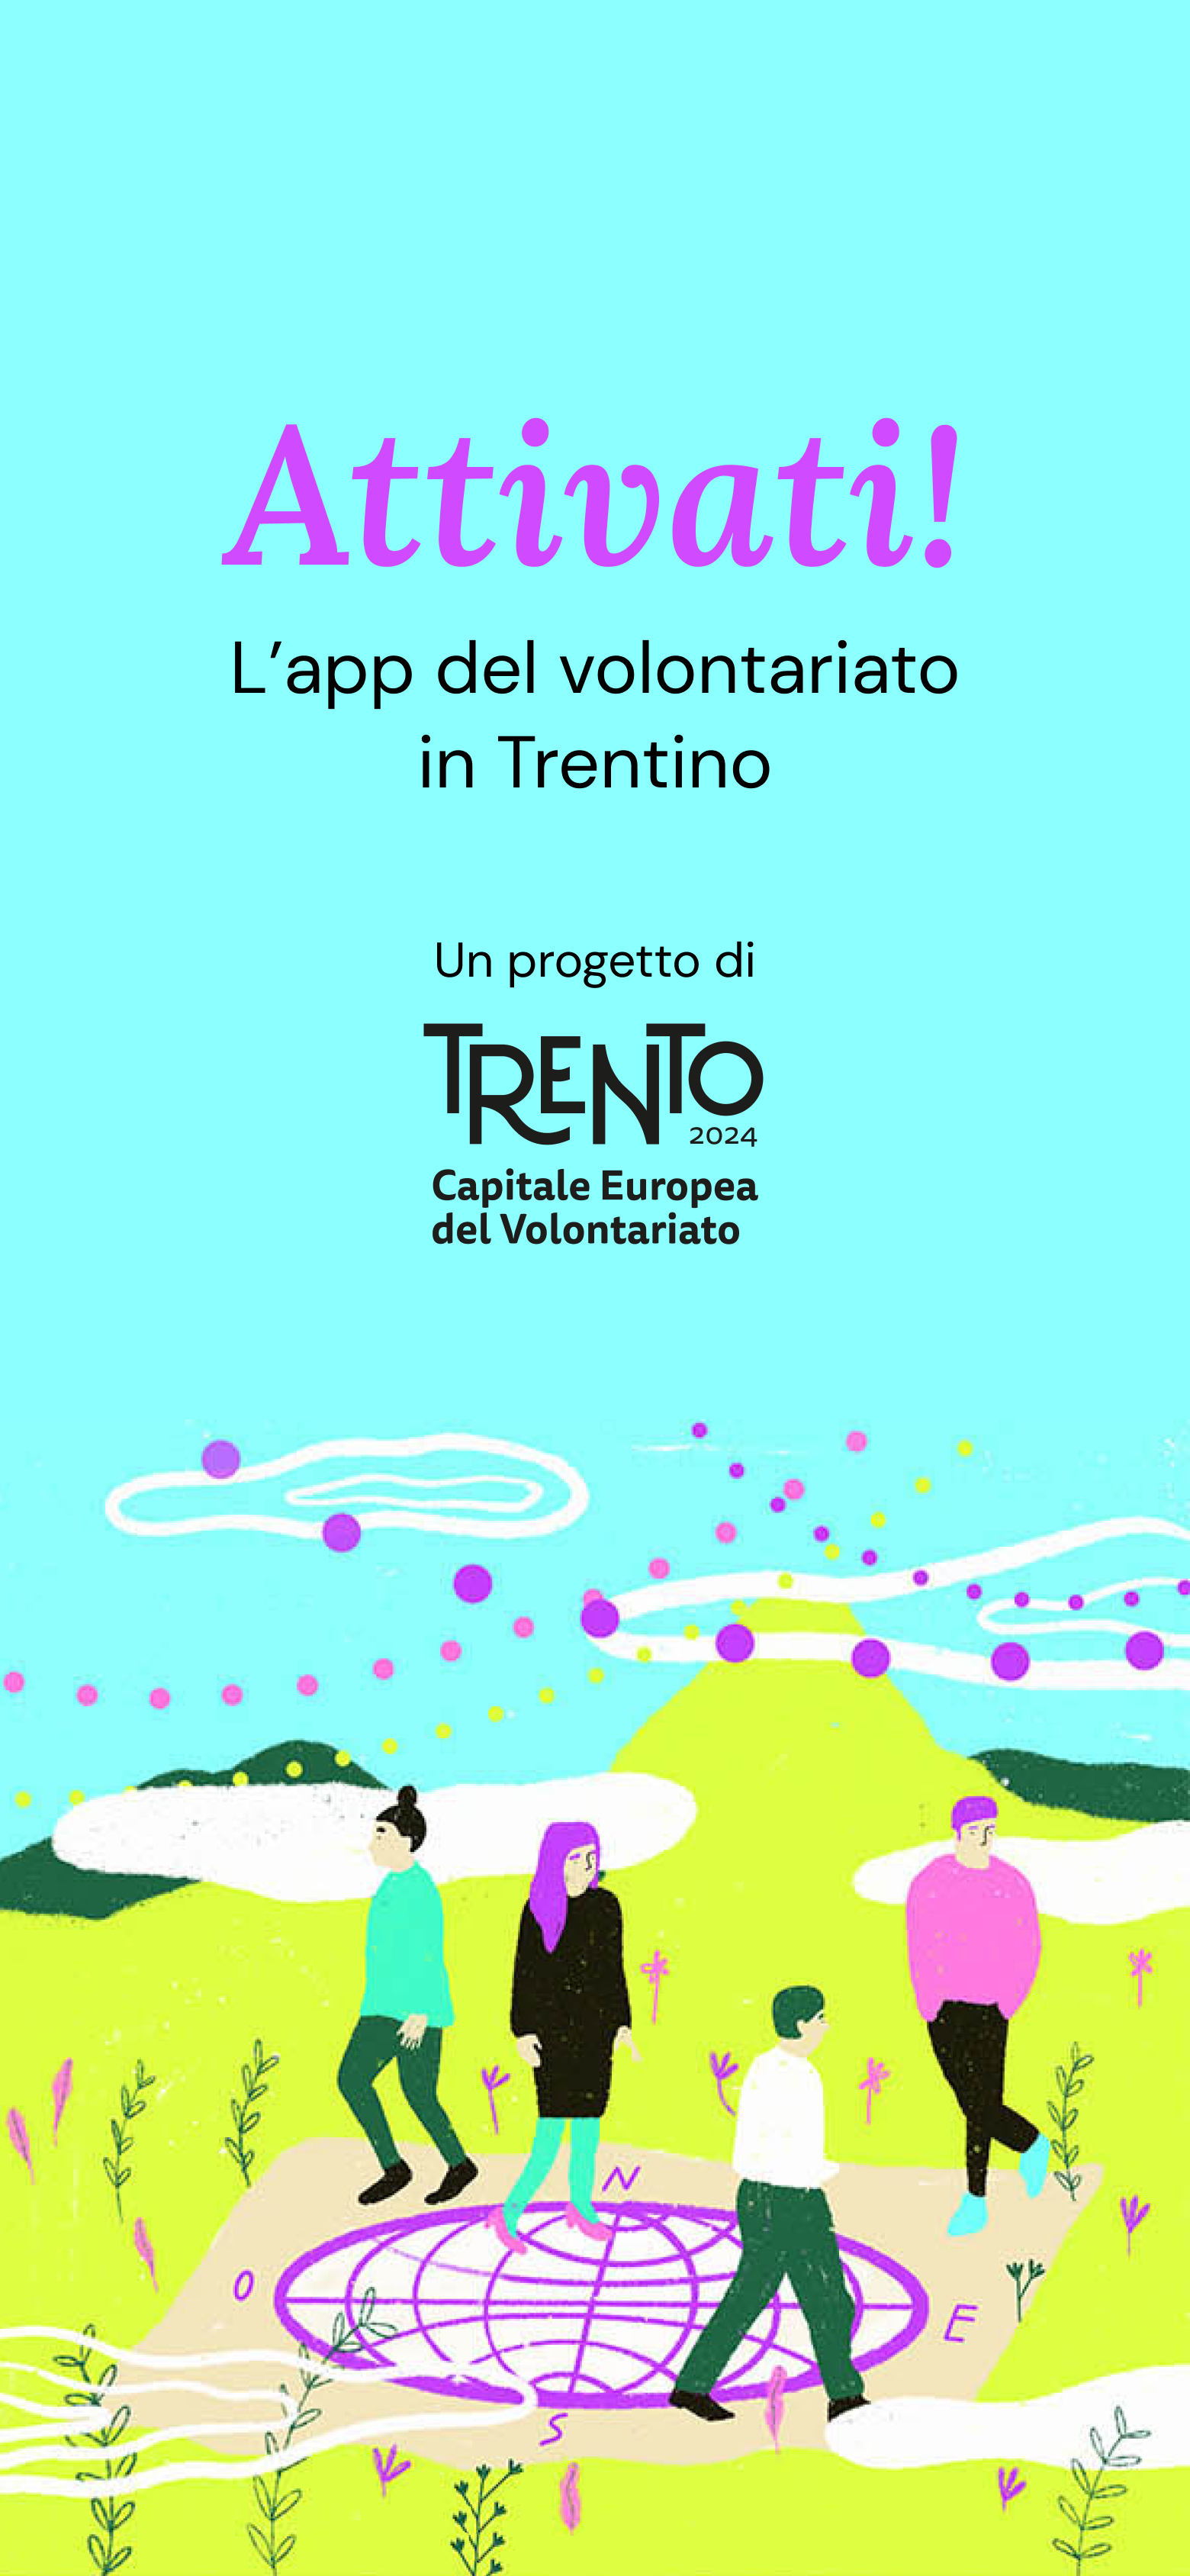 Attivati!
L’app del volontariato
in Trentino
Un progetto di
TRENTO
2024
Capitale Europea
del Volontariato
N
O
E
S